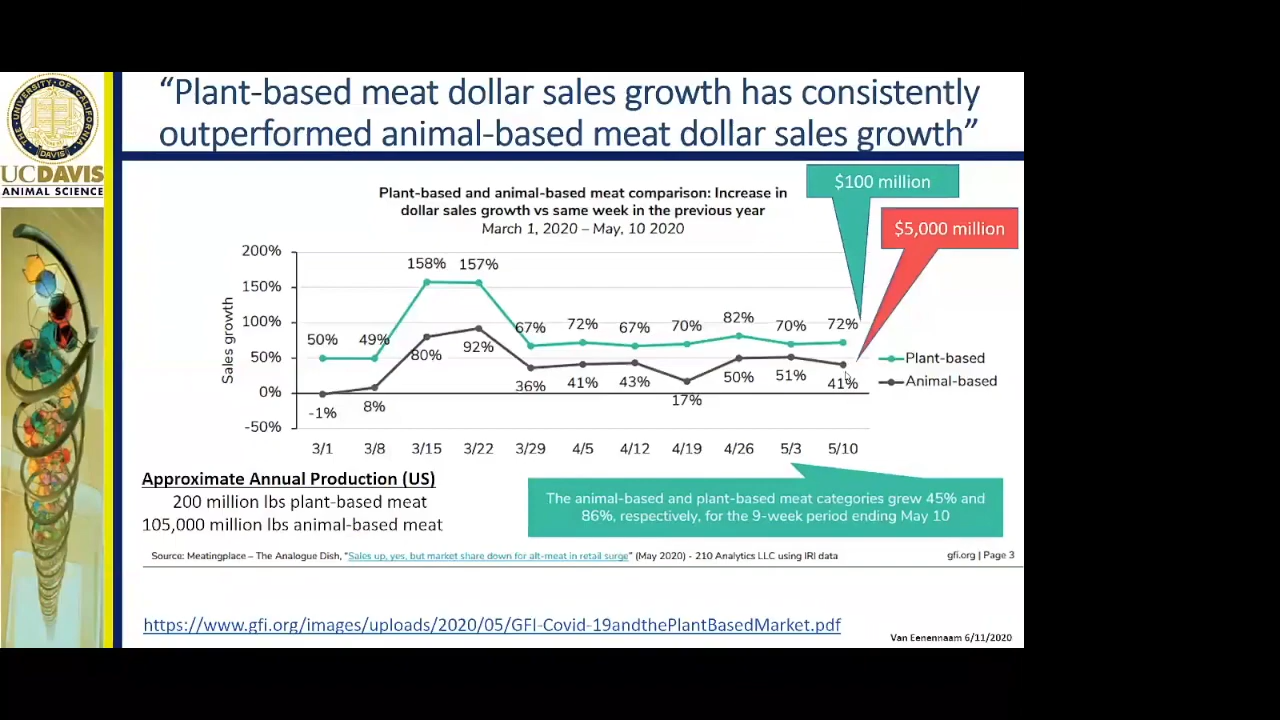 “Plant-based meat dollar sales growth has consistently
outperformed animal-based meat dollar sales growth”
THE UNIVERSITY OF CALIFORNIA
DAVIS
UCDAVIS
ANIMAL SCIENCE
$100 million
$5,000 million
Plant-based and animal-based meat comparison: Increase in
dollar sales growth vs same week in the previous year
March 1, 2020 – May, 10 2020
Sales growth
200%
150%
100%
50%
0%
-50%
50% 49% 158% 157% 67% 72% 67% 70% 82% 70% 72%
-1% 8% 80% 92% 36% 41% 43% 17% 50% 51% 41%
3/1 3/8 3/15 3/22 3/29 4/5 4/12 4/19 4/26 5/3 5/10
Plant-based
Animal-based
Approximate Annual Production (US)
200 million lbs plant-based meat
105,000 million lbs animal-based meat
The animal-based and plant-based meat categories grew 45% and
86%, respectively, for the 9-week period ending May 10
Source: Meatingplace – The Analogue Dish, “Sales up, yes, but market share down for alt-meat in retail surge” (May 2020) - 210 Analytics LLC using IRI data
gfi.org | Page 3
https://www.gfi.org/images/uploads/2020/05/GFI-Covid-19andthePlantBasedMarket.pdf
Van Eenennaam 6/11/2020